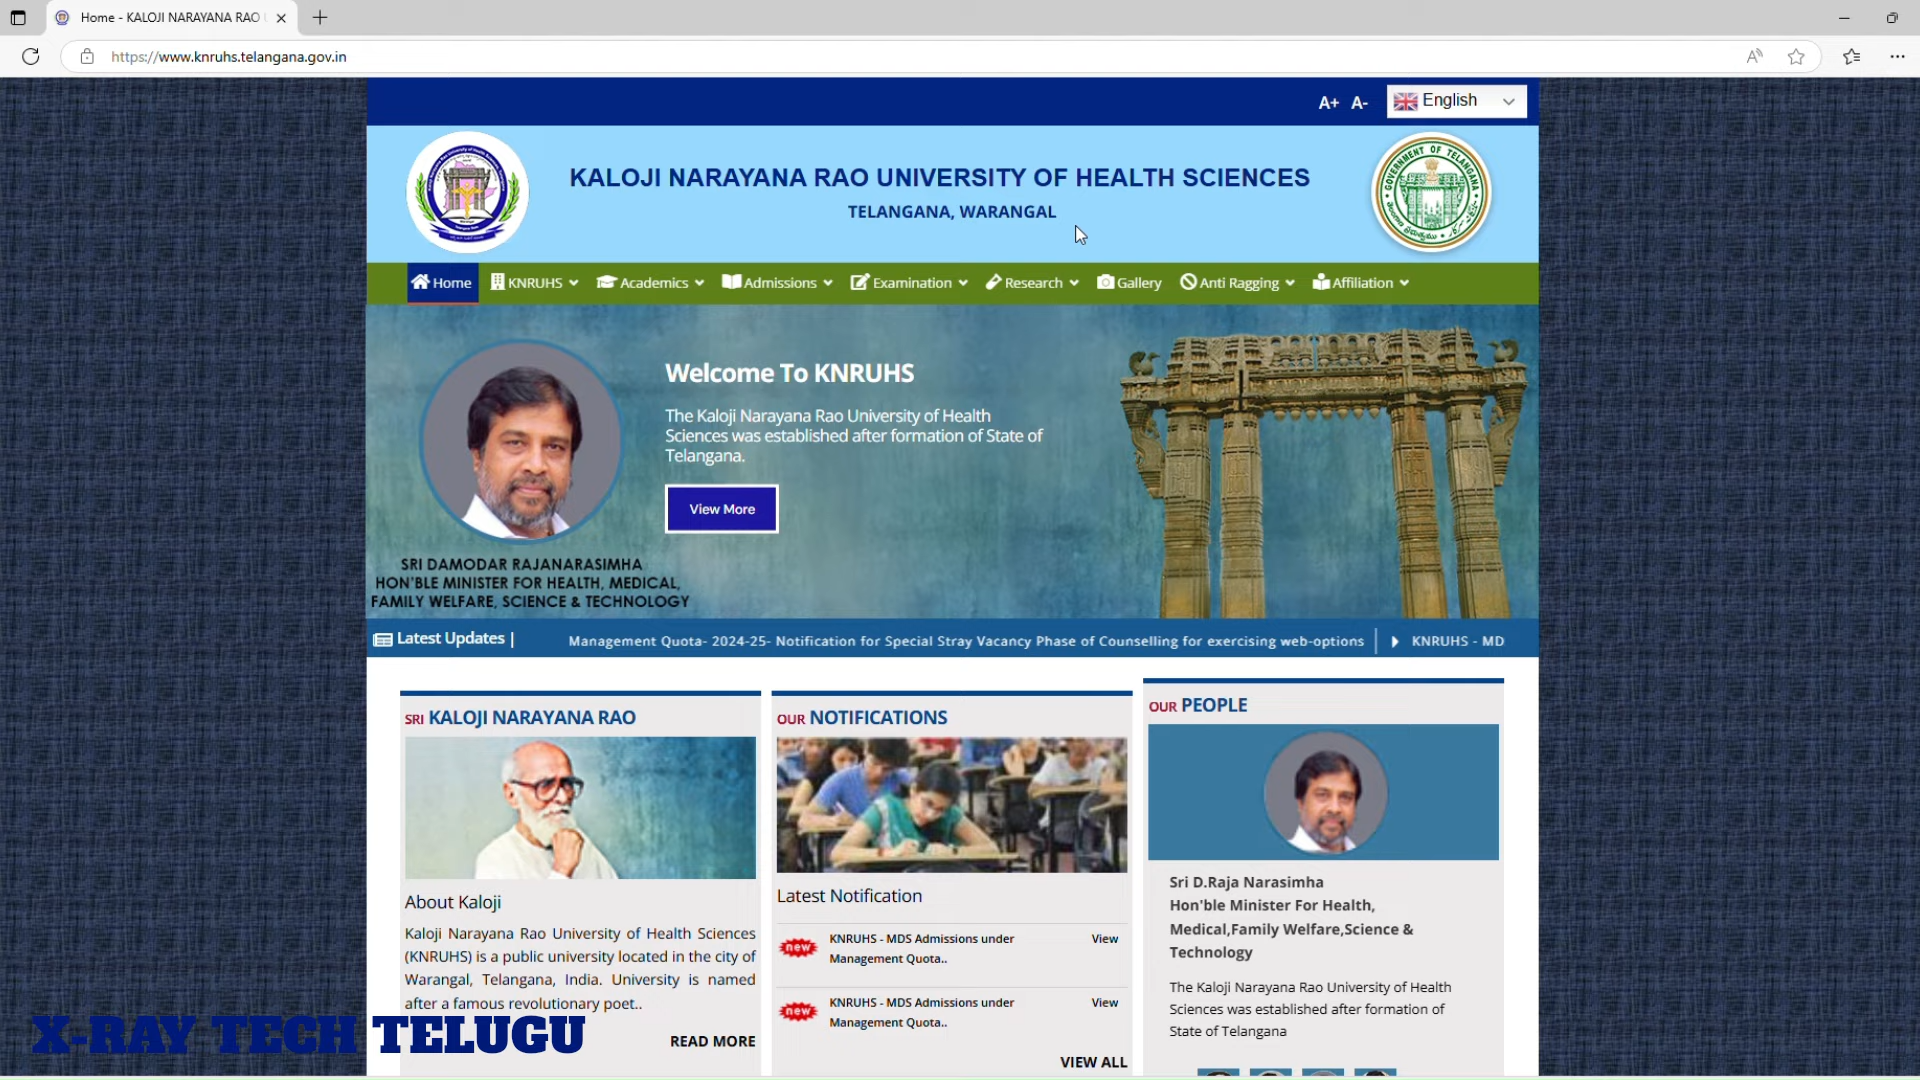 Home - KALOJI NARAYANA RAO
https://www.knruhs.telangana.gov.in
A+ A- English
KALOJI NARAYANA RAO UNIVERSITY OF HEALTH SCIENCES
TELANGANA, WARANGAL
GOVERNMENT OF TELANGANA
Home KNRUHS Academics Admissions Examination Research Gallery Anti Ragging Affiliation
Welcome To KNRUHS
The Kaloji Narayana Rao University of Health
Sciences was established after formation of State of
Telangana.
View More
SRI DAMODAR RAJANARASIMHA
HON'BLE MINISTER FOR HEALTH, MEDICAL,
FAMILY WELFARE, SCIENCE & TECHNOLOGY
Latest Updates | Management Quota- 2024-25- Notification for Special Stray Vacancy Phase of Counselling for exercising web-options KNRUHS - MD
SRI KALOJI NARAYANA RAO
About Kaloji
Kaloji Narayana Rao University of Health Sciences
(KNRUHS) is a public university located in the city of
Warangal, Telangana, India. University is named
after a famous revolutionary poet..
READ MORE
OUR NOTIFICATIONS
Latest Notification
new KNRUHS - MDS Admissions under View
Management Quota..
new KNRUHS - MDS Admissions under View
Management Quota..
VIEW ALL
OUR PEOPLE
Sri D.Raja Narasimha
Hon'ble Minister For Health,
Medical,Family Welfare,Science &
Technology
The Kaloji Narayana Rao University of Health
Sciences was established after formation of
State of Telangana
X-RAY TECH TELUGU